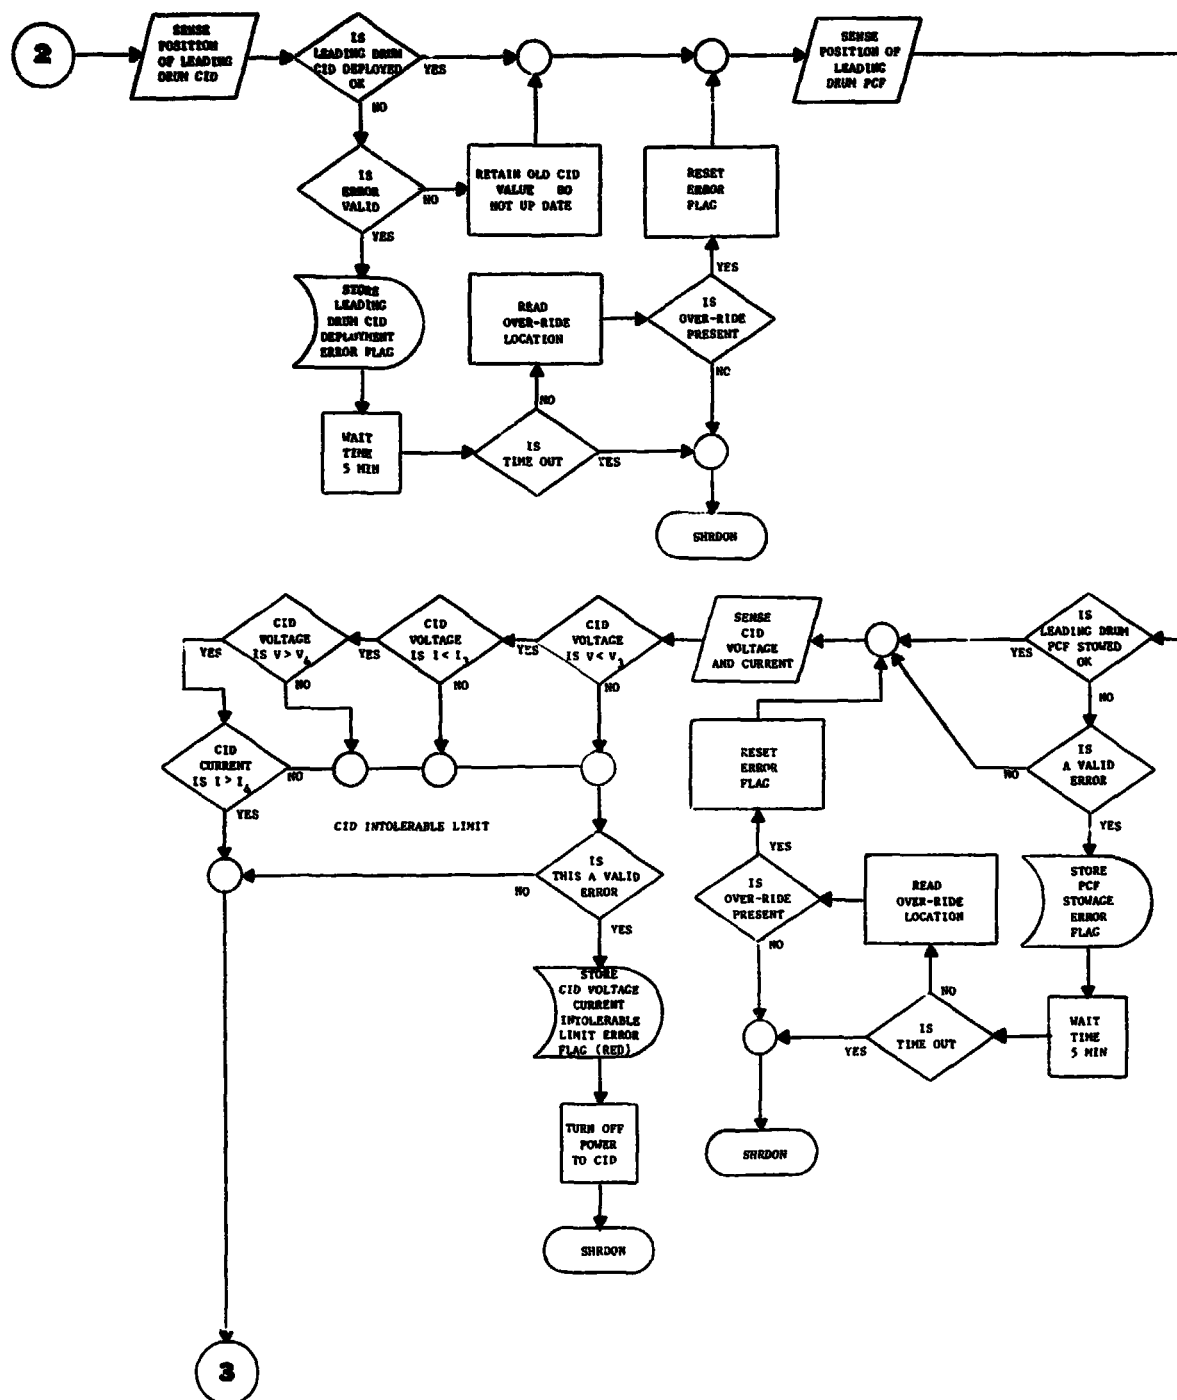 2
SENSE
POSITION
OF LEADING
DRUM CID
IS
LEADING DRUM
CID DEPLOYED
OK
YES
NO
SENSE
POSITION OF
LEADING
DRUM PCF
IS
ERROR
VALID
NO
YES
RETAIN OLD CID
VALUE DO
NOT UP DATE
RESET
ERROR
FLAG
YES
STORE
LEADING
DRUM CID
DEPLOYMENT
ERROR FLAG
READ
OVER-RIDE
LOCATION
IS
OVER-RIDE
PRESENT
NO
NO
WAIT
TIME
5 MIN
IS
TIME OUT
YES
SHRDON
CID
VOLTAGE
IS V > V4
YES
NO
CID
VOLTAGE
IS I < I3
YES
NO
CID
VOLTAGE
IS V < V3
YES
NO
SENSE
CID
VOLTAGE
AND CURRENT
IS
LEADING DRUM
PCF STOWED
OK
YES
NO
CID
CURRENT
IS I > I4
NO
YES
RESET
ERROR
FLAG
IS
A VALID
ERROR
NO
YES
CID INTOLERABLE LIMIT
IS
THIS A VALID
ERROR
NO
YES
YES
IS
OVER-RIDE
PRESENT
NO
READ
OVER-RIDE
LOCATION
STORE
PCF
STOWAGE
ERROR
FLAG
STORE
CID VOLTAGE
CURRENT
INTOLERABLE
LIMIT ERROR
FLAG (RED)
NO
IS
TIME OUT
YES
WAIT
TIME
5 MIN
TURN OFF
POWER
TO CID
SHRDON
SHRDON
3